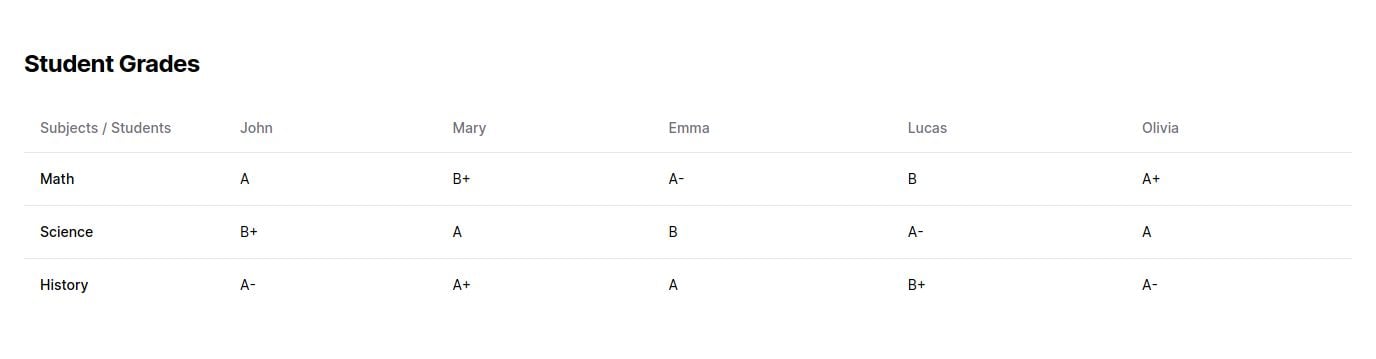 Student Grades
Subjects / Students John Mary Emma Lucas Olivia
Math A B+ A- B A+
Science B+ A B A- A
History A- A+ A B+ A-